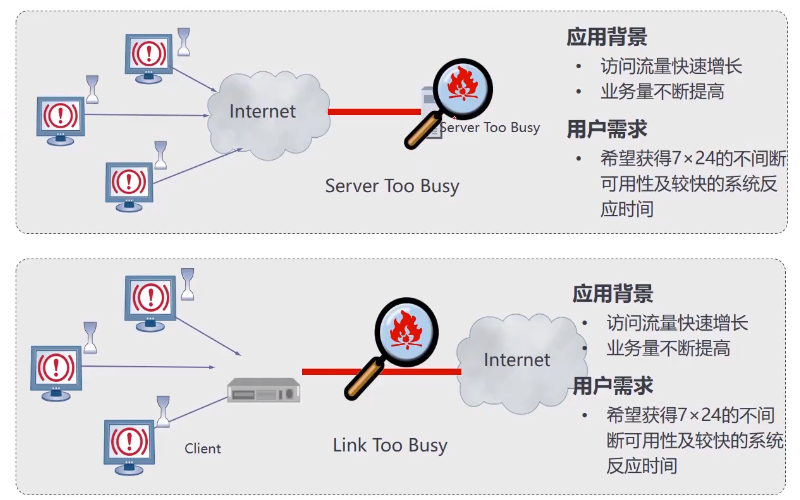 应用背景
• 访问流量快速增长
• 业务量不断提高
Internet
Server Too Busy
用户需求
• 希望获得7×24的不间断
可用性及较快的系统反
应时间
Server Too Busy
应用背景
• 访问流量快速增长
• 业务量不断提高
Internet
用户需求
• 希望获得7×24的不间
断可用性及较快的系统
反应时间
Client
Link Too Busy